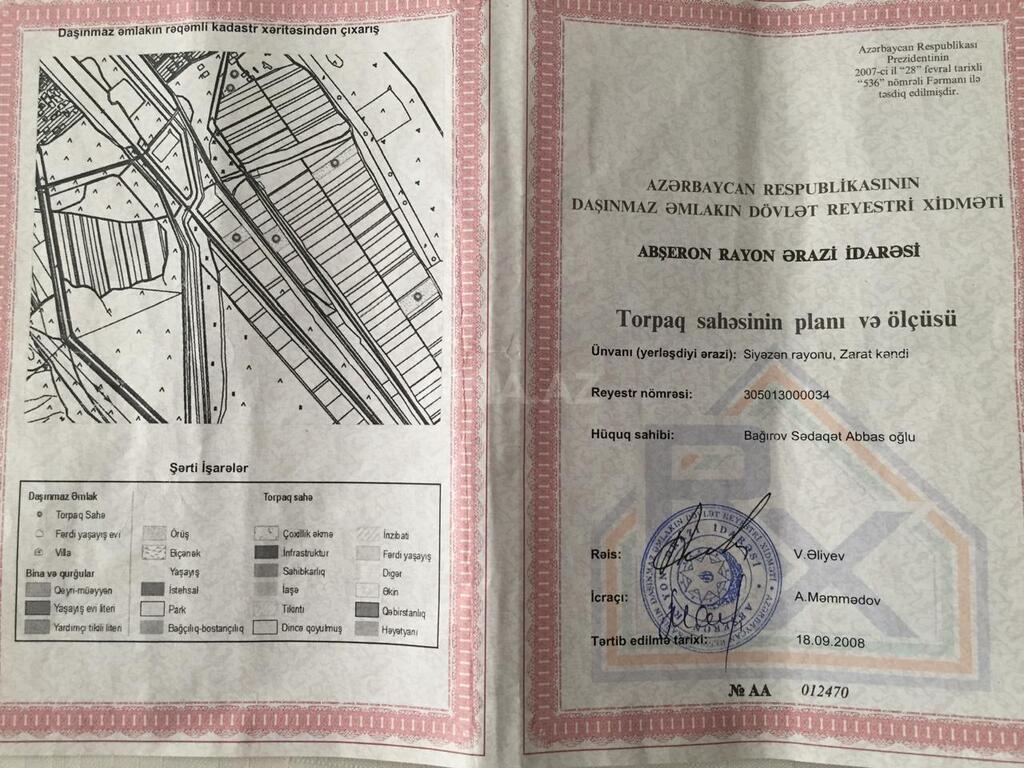 Daşınmaz əmlakın rəqəmli kadastr xəritəsindən çıxarış
Şərti İşarələr
Daşınmaz Əmlak
Torpaq Sahə
Fərdi yaşayış evi
Villa
Bina və qurğular
Qeyri-müəyyən
Yaşayış evi literi
Yardımçı tikili literi
Torpaq sahə
Örüş
Biçənək
Yaşayış
İstehsal
Park
Bağçılıq-bostançılıq
Çoxillik əkmə
İnfrastruktur
Sahibkarlıq
İaşə
Tikinti
Dincə qoyulmuş
İnzibati
Fərdi yaşayış
Digər
Əkin
Qəbirstanlıq
Həyətyanı
Azərbaycan Respublikası
Prezidentinin
2007-ci il "28" fevral tarixli
"536" nömrəli Fərmanı ilə
təsdiq edilmişdir.
AZƏRBAYCAN RESPUBLİKASININ
DAŞINMAZ ƏMLAKIN DÖVLƏT REYESTRİ XİDMƏTİ
ABŞERON RAYON ƏRAZİ İDARƏSİ
Torpaq sahəsinin planı və ölçüsü
Ünvanı (yerləşdiyi ərazi): Siyəzən rayonu, Zarat kəndi
Reyestr nömrəsi: 305013000034
Hüquq sahibi: Bağırov Sədaqət Abbas oğlu
Rəis: V.Əliyev
İcraçı: A.Məmmədov
Tərtib edilmə tarixi: 18.09.2008
№ AA 012470